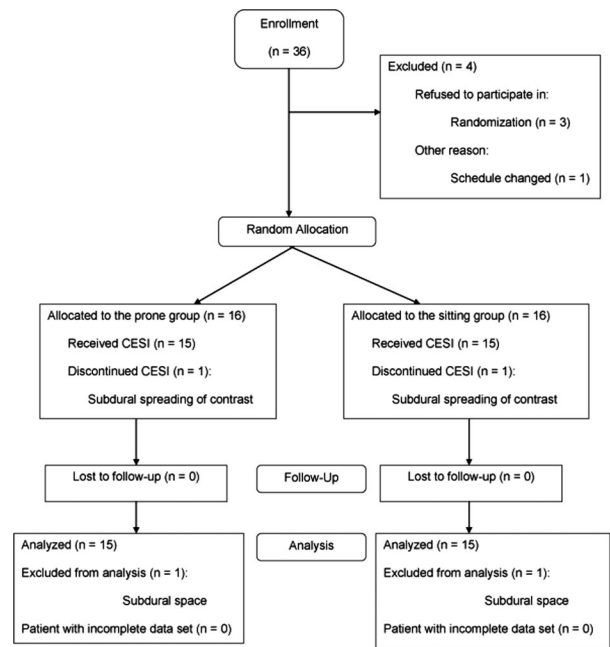 Enrollment
(n = 36)
Excluded (n = 4)
Refused to participate in:
Randomization (n = 3)
Other reason:
Schedule changed (n = 1)
Random Allocation
Allocated to the prone group (n = 16)
Received CESI (n = 15)
Discontinued CESI (n = 1):
Subdural spreading of contrast
Allocated to the sitting group (n = 16)
Received CESI (n = 15)
Discontinued CESI (n = 1):
Subdural spreading of contrast
Lost to follow-up (n = 0)
Follow-Up
Lost to follow-up (n = 0)
Analyzed (n = 15)
Excluded from analysis (n = 1):
Subdural space
Patient with incomplete data set (n = 0)
Analysis
Analyzed (n = 15)
Excluded from analysis (n = 1):
Subdural space
Patient with incomplete data set (n = 0)